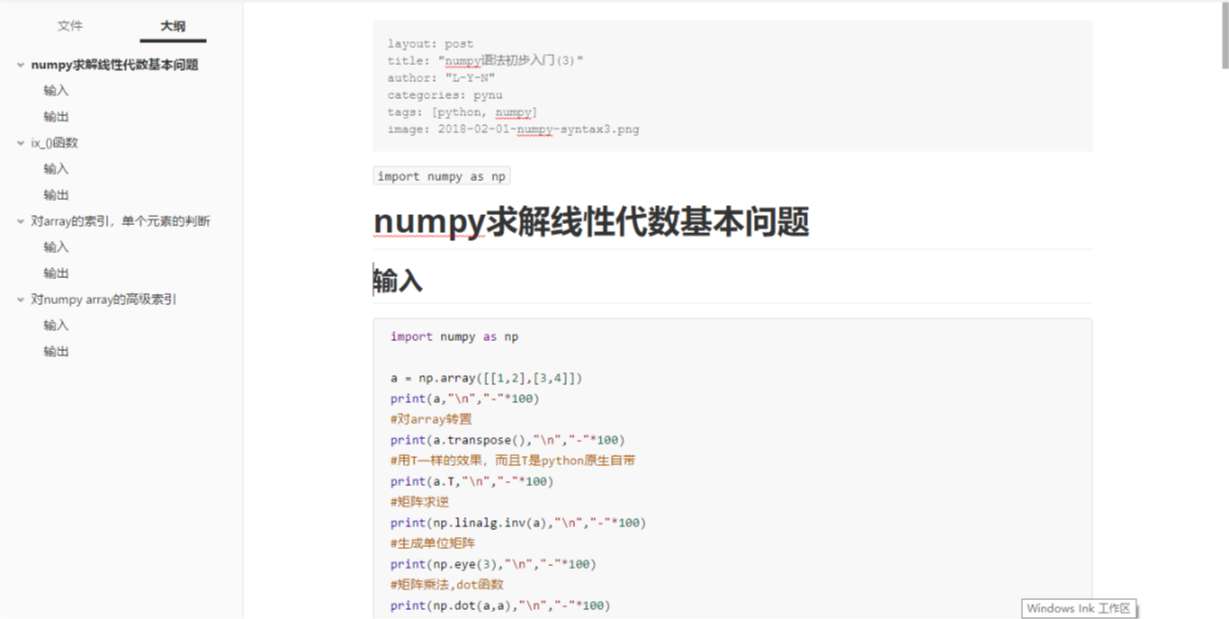 文件 大纲
numpy求解线性代数基本问题
输入
输出
ix_()函数
输入
输出
对array的索引，单个元素的判断
输入
输出
对numpy array的高级索引
输入
输出
layout: post
title: "numpy语法初步入门(3)"
author: "L-Y-N"
categories: pynu
tags: [python, numpy]
image: 2018-02-01-numpy-syntax3.png
import numpy as np
numpy求解线性代数基本问题
输入
import numpy as np
a = np.array([[1,2],[3,4]])
print(a,"\n","-"*100)
#对array转置
print(a.transpose(),"\n","-"*100)
#用T一样的效果，而且T是python原生自带
print(a.T,"\n","-"*100)
#矩阵求逆
print(np.linalg.inv(a),"\n","-"*100)
#生成单位矩阵
print(np.eye(3),"\n","-"*100)
#矩阵乘法,dot函数
print(np.dot(a,a),"\n","-"*100)
Windows Ink 工作区